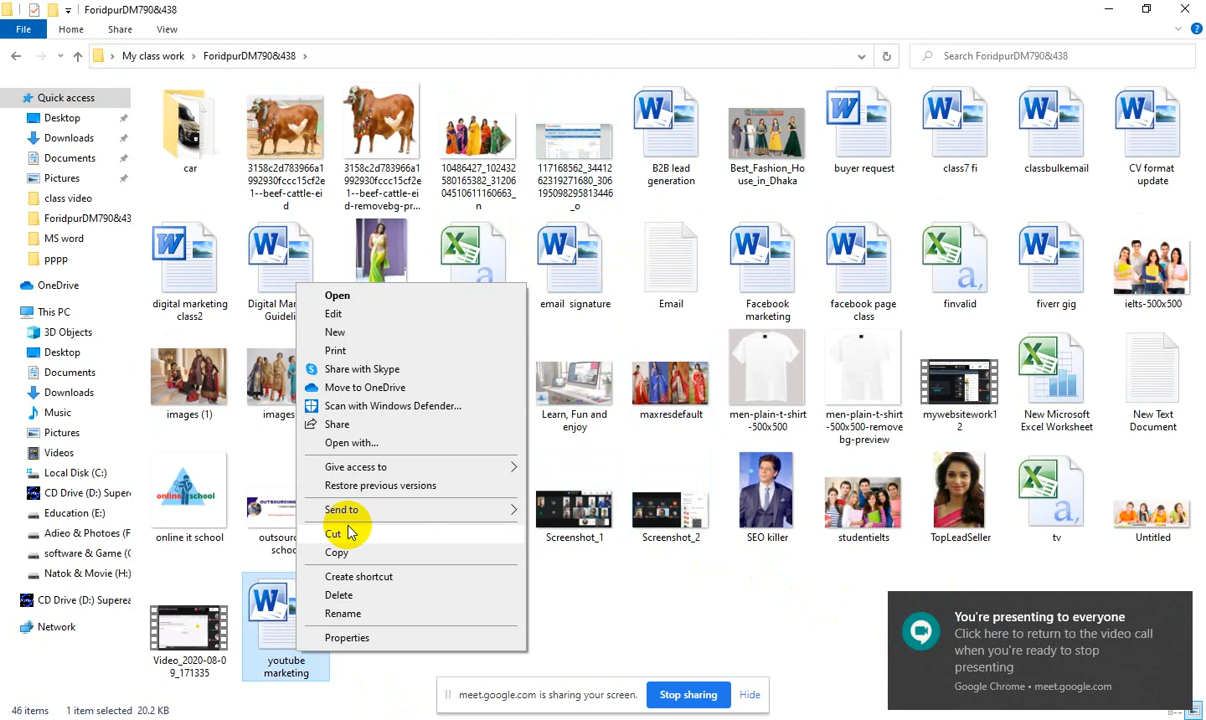 ForidpurDM790&438
File
Home
Share
View
My class work
ForidpurDM790&438
Search ForidpurDM790&438
Quick access
Desktop
Downloads
Documents
Pictures
class video
ForidpurDM790&43
MS word
pppp
OneDrive
This PC
3D Objects
Desktop
Downloads
Documents
Music
Pictures
Videos
Local Disk (C:)
CD Drive (D:) Supere
Education (E:)
Adieo & Photoes (F
software & Game (G
Natok & Movie (H:)
CD Drive (D:) Superea
Network
car
3158c2d783966a1
992930fccc15cf2e
1--beef-cattle-ei
d
3158c2d783966a1
992930fccc15cf2e
1--beef-cattle-ei
d-removebg-pr...
10486427_102432
580165382_31206
04510611160663_
n
117168562_34412
62319271680_306
195098295813446
_o
B2B lead
generation
Best_Fashion_Ho
use_in_Dhaka
buyer request
class7 fi
classbulkemail
CV format
update
digital marketing
class2
Digital Mar
Guideli
email signature
Email
Facebook
marketing
facebook page
class
finvalid
fiverr gig
ielts-500x500
images (1)
images
Learn, Fun and
enjoy
maxresdefault
men-plain-t-shirt
-500x500
men-plain-t-shirt
-500x500-remove
bg-preview
mywebsitework1
2
New Microsoft
Excel Worksheet
New Text
Document
online it school
online it school
OUTSOURCING
outsou
schoo
Screenshot_1
Screenshot_2
SEO killer
studentielts
TopLeadSeller
tv
Untitled
Video_2020-08-0
9_171335
youtube
marketing
Open
Edit
New
Print
Share with Skype
Move to OneDrive
Scan with Windows Defender...
Share
Open with...
Give access to
Restore previous versions
Send to
Cut
Copy
Create shortcut
Delete
Rename
Properties
You're presenting to everyone
Click here to return to the video call
when you're ready to stop
presenting
Google Chrome • meet.google.com
meet.google.com is sharing your screen.
Stop sharing
Hide
46 items
1 item selected 20.2 KB